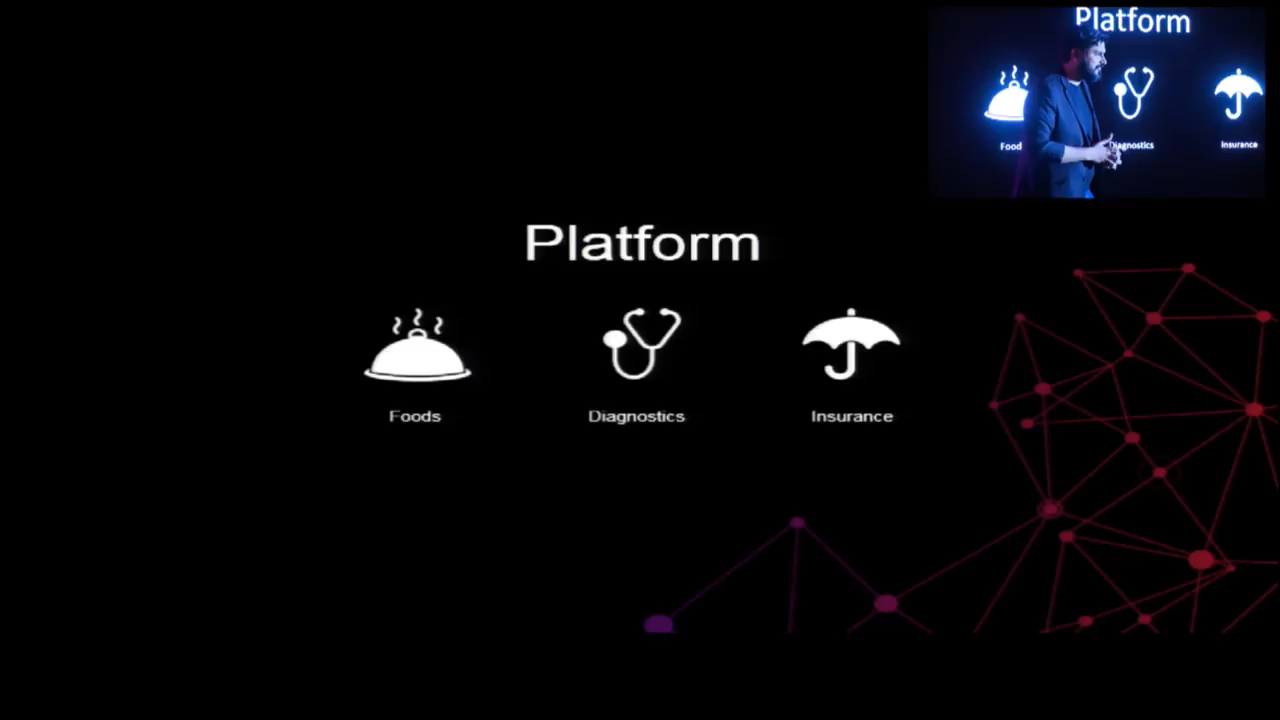 Platform
Food
Diagnostics
Insurance
Platform
Foods
Diagnostics
Insurance